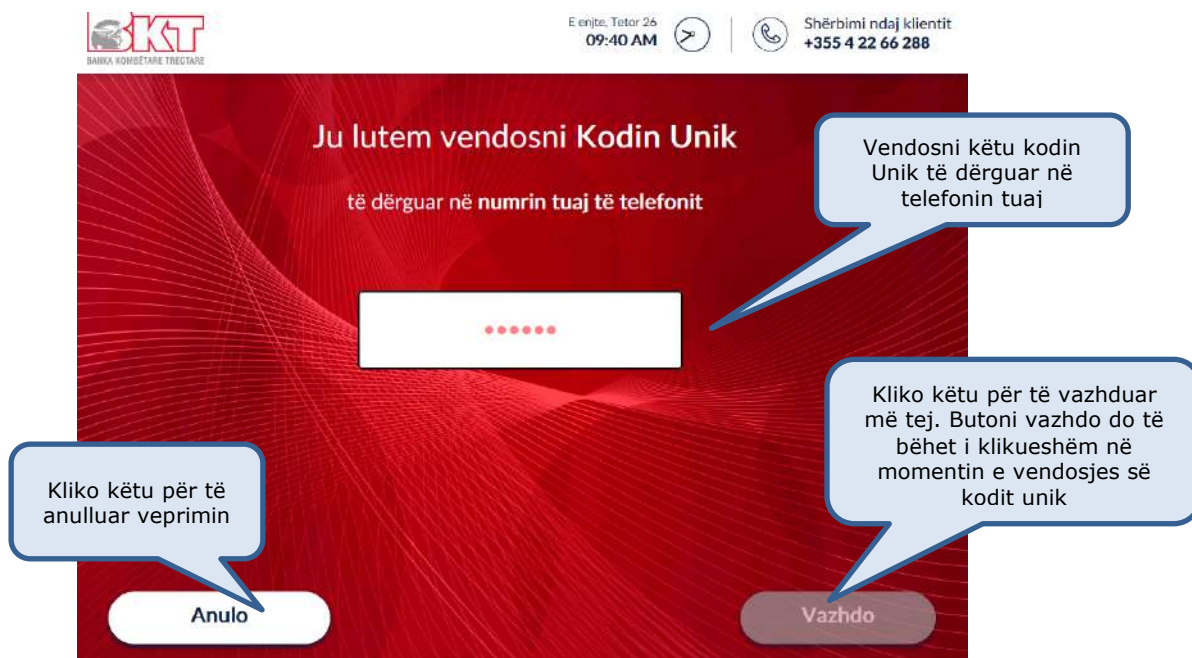 BKT
BANKA KOMBËTARE TREGTARE
E enjte, Tetor 26
09:40 AM
Shërbimi ndaj klientit
+355 4 22 66 288
Ju lutem vendosni Kodin Unik
të dërguar në numrin tuaj të telefonit
Vendosni këtu kodin
Unik të dërguar në
telefonin tuaj
Kliko këtu për të vazhduar
më tej. Butoni vazhdo do të
bëhet i klikueshëm në
momentin e vendosjes së
kodit unik
Kliko këtu për të
anulluar veprimin
Anulo
Vazhdo